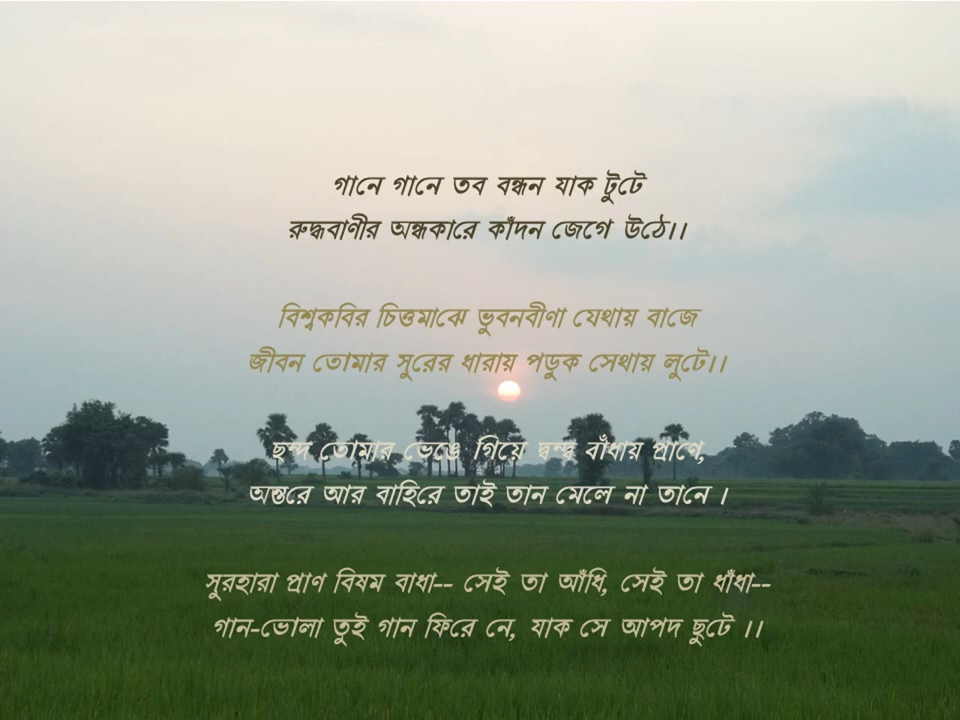 গানে গানে তব বন্ধন যাক টুটে
রুদ্ধবাণীর অন্ধকারে কাঁদন জেগে উঠে।।
বিশ্বকবির চিত্তমাঝে ভুবনবীণা যেথায় বাজে
জীবন তোমার সুরের ধারায় পড়ুক সেথায় লুটে।।
ছন্দ তোমার ভেঙে গিয়ে দ্বন্দ্ব বাঁধায় প্রাণে,
অন্তরে আর বাহিরে তাই তান মেলে না তানে ।
সুরহারা প্রাণ বিষম বাধা-- সেই তা আঁধি, সেই তা ধাঁধা--
গান-ভোলা তুই গান ফিরে নে, যাক সে আপদ ছুটে ।।